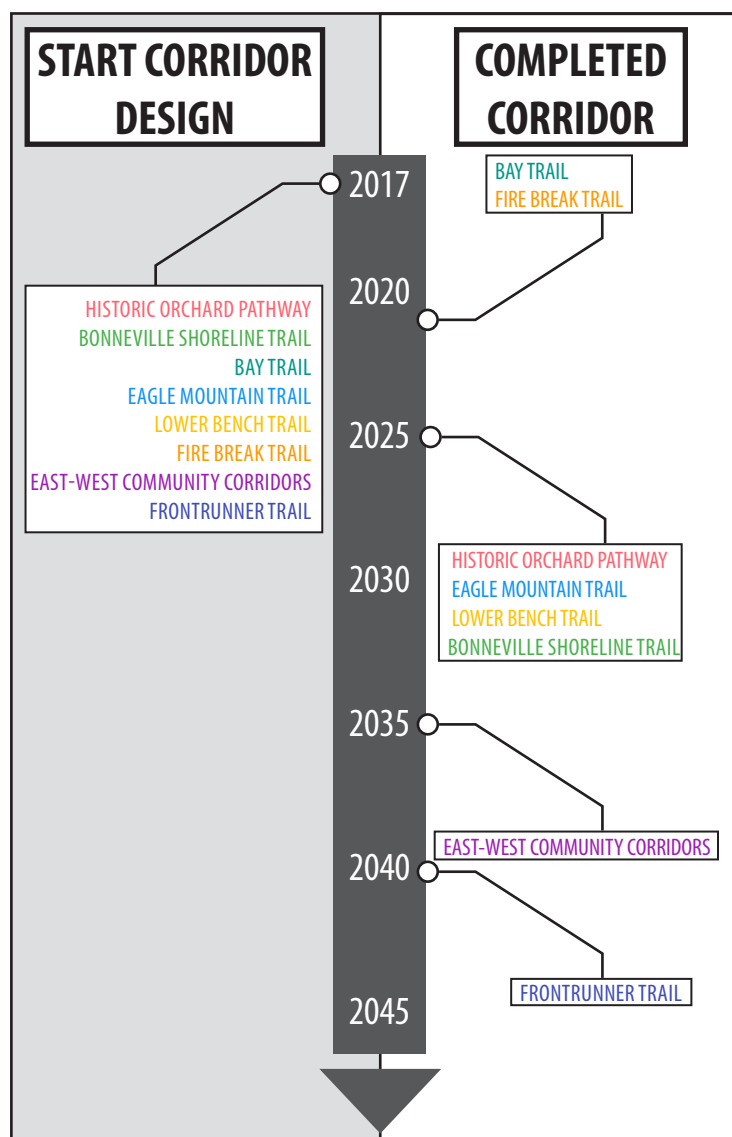 START CORRIDOR
DESIGN
COMPLETED
CORRIDOR
2017
BAY TRAIL
FIRE BREAK TRAIL
2020
HISTORIC ORCHARD PATHWAY
BONNEVILLE SHORELINE TRAIL
BAY TRAIL
EAGLE MOUNTAIN TRAIL
LOWER BENCH TRAIL
FIRE BREAK TRAIL
EAST-WEST COMMUNITY CORRIDORS
FRONTRUNNER TRAIL
2025
2030
HISTORIC ORCHARD PATHWAY
EAGLE MOUNTAIN TRAIL
LOWER BENCH TRAIL
BONNEVILLE SHORELINE TRAIL
2035
EAST-WEST COMMUNITY CORRIDORS
2040
FRONTRUNNER TRAIL
2045